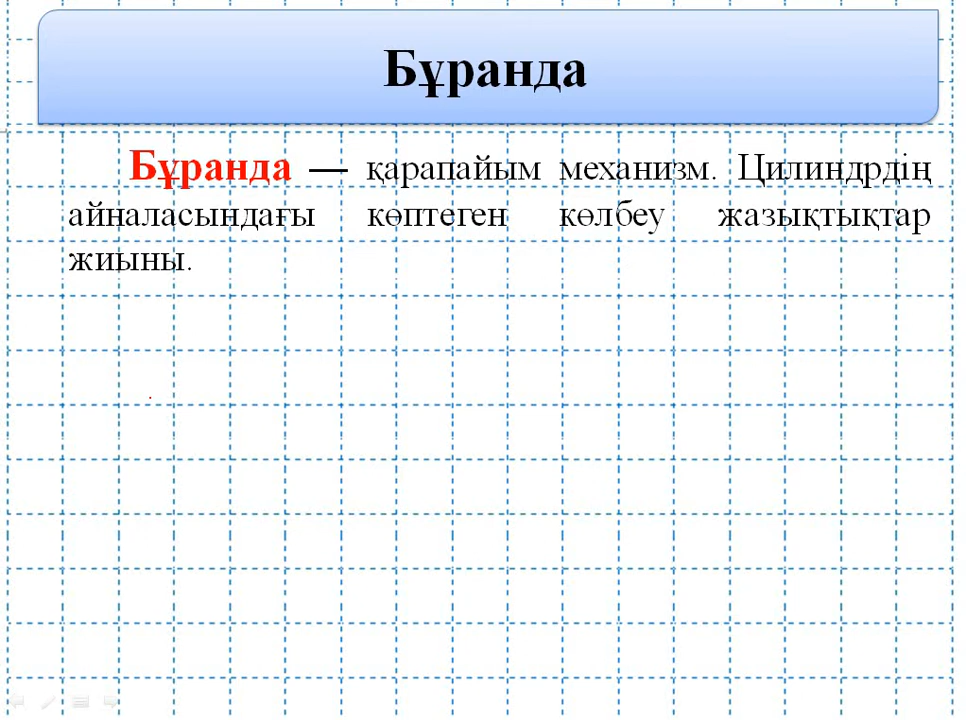 Бұранда
Бұранда — қарапайым механизм. Цилиндрдің
айналасындағы көптеген көлбеу жазықтықтар
жиыны.